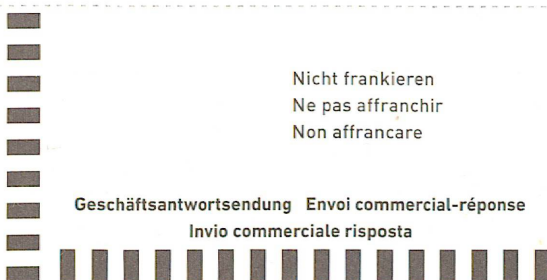 Nicht frankieren
Ne pas affranchir
Non affrancare
Geschäftsantwortsendung Envoi commercial-réponse
Invio commerciale risposta